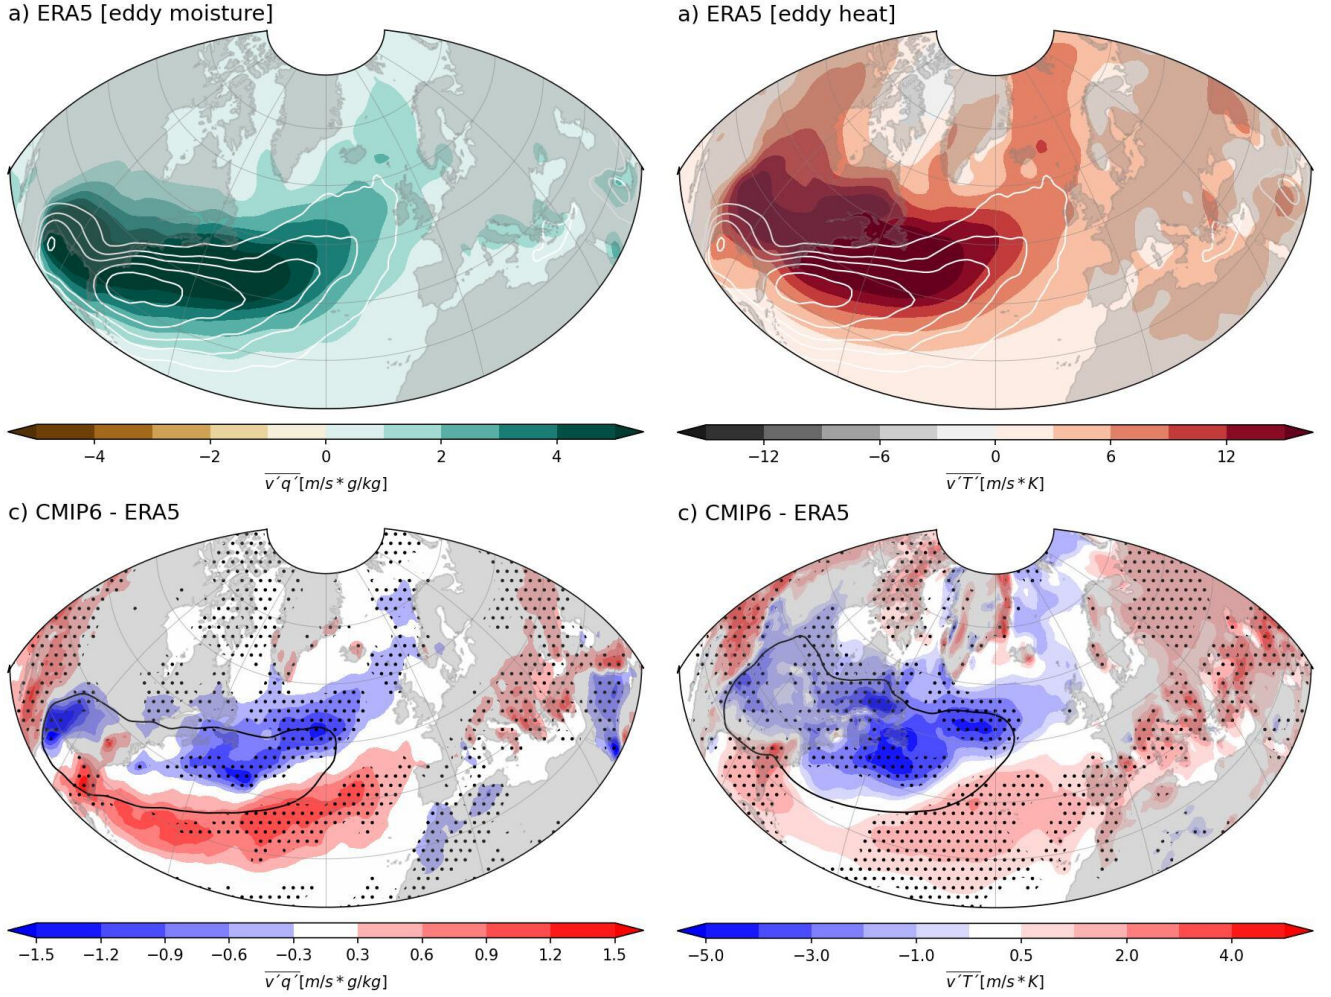 a) ERA5 [eddy moisture]
a) ERA5 [eddy heat]
−4 −2 0 2 4
v´q´[m/s*g/kg]
−12 −6 0 6 12
v´T´[m/s*K]
c) CMIP6 - ERA5
c) CMIP6 - ERA5
−1.5 −1.2 −0.9 −0.6 −0.3 0.3 0.6 0.9 1.2 1.5
v´q´[m/s*g/kg]
−5.0 −3.0 −1.0 0.5 2.0 4.0
v´T´[m/s*K]